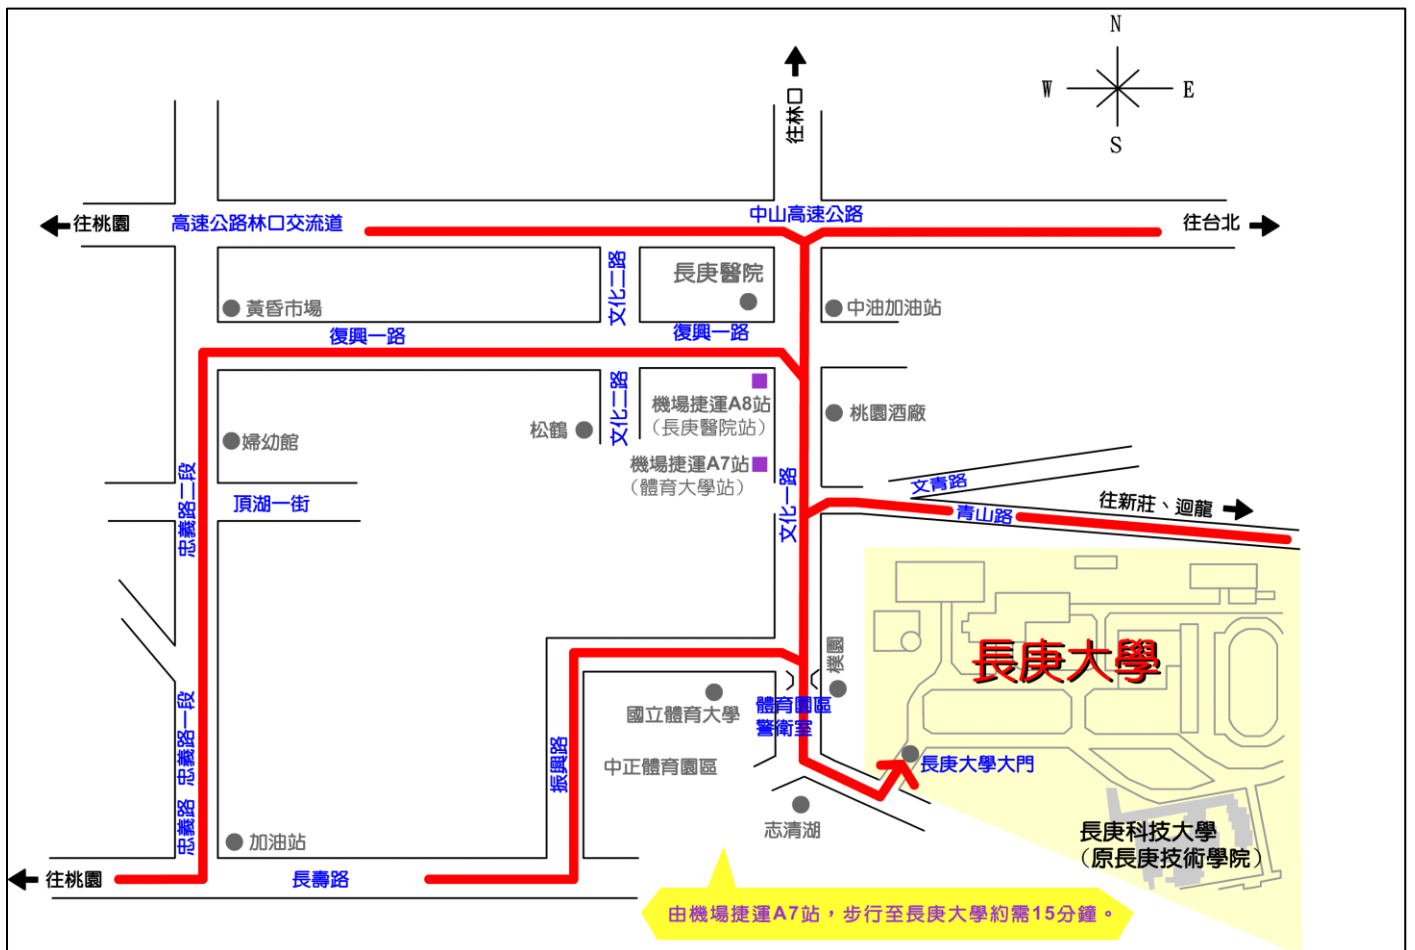 N
W
E
S
往林口
往桃園
高速公路林口交流道
中山高速公路
往台北
文化二路
長庚醫院
黃昏市場
中油加油站
復興一路
復興一路
文化二路
機場捷運A8站
（長庚醫院站）
桃園酒廠
松鶴
婦幼館
機場捷運A7站
（體育大學站）
忠義路二段
頂湖一街
文化一路
文青路
青山路
往新莊、迴龍
長庚大學
樸園
國立體育大學
體育園區
警衛室
忠義路一段
振興路
中正體育園區
長庚大學大門
忠義路
加油站
志清湖
長庚科技大學
（原長庚技術學院）
往桃園
長壽路
由機場捷運A7站，步行至長庚大學約需15分鐘。